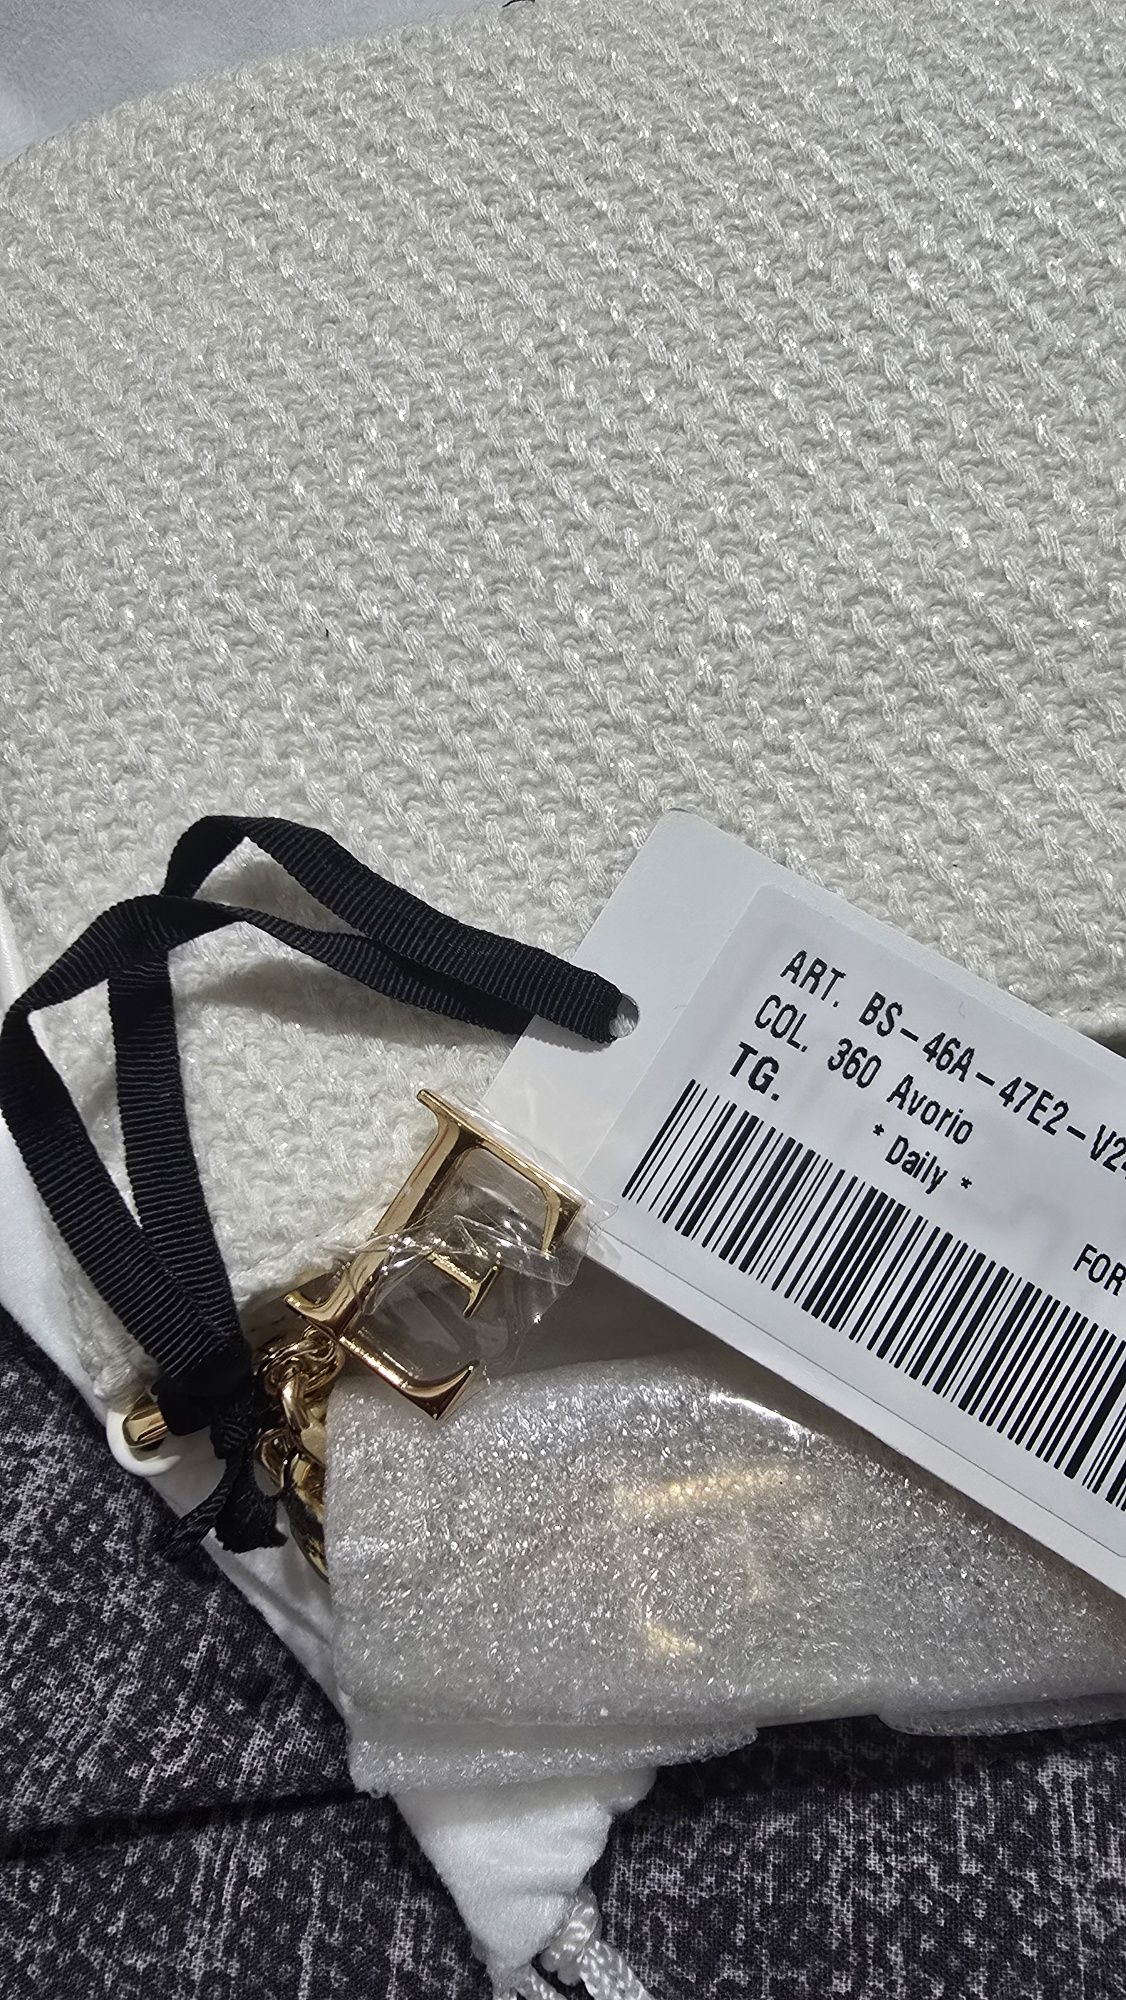 ART. BS-46A-47E2-V2
COL. 360 Avorio
TG. * Daily *
FOR
E